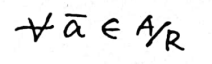 ∀ ā ∈ A/R